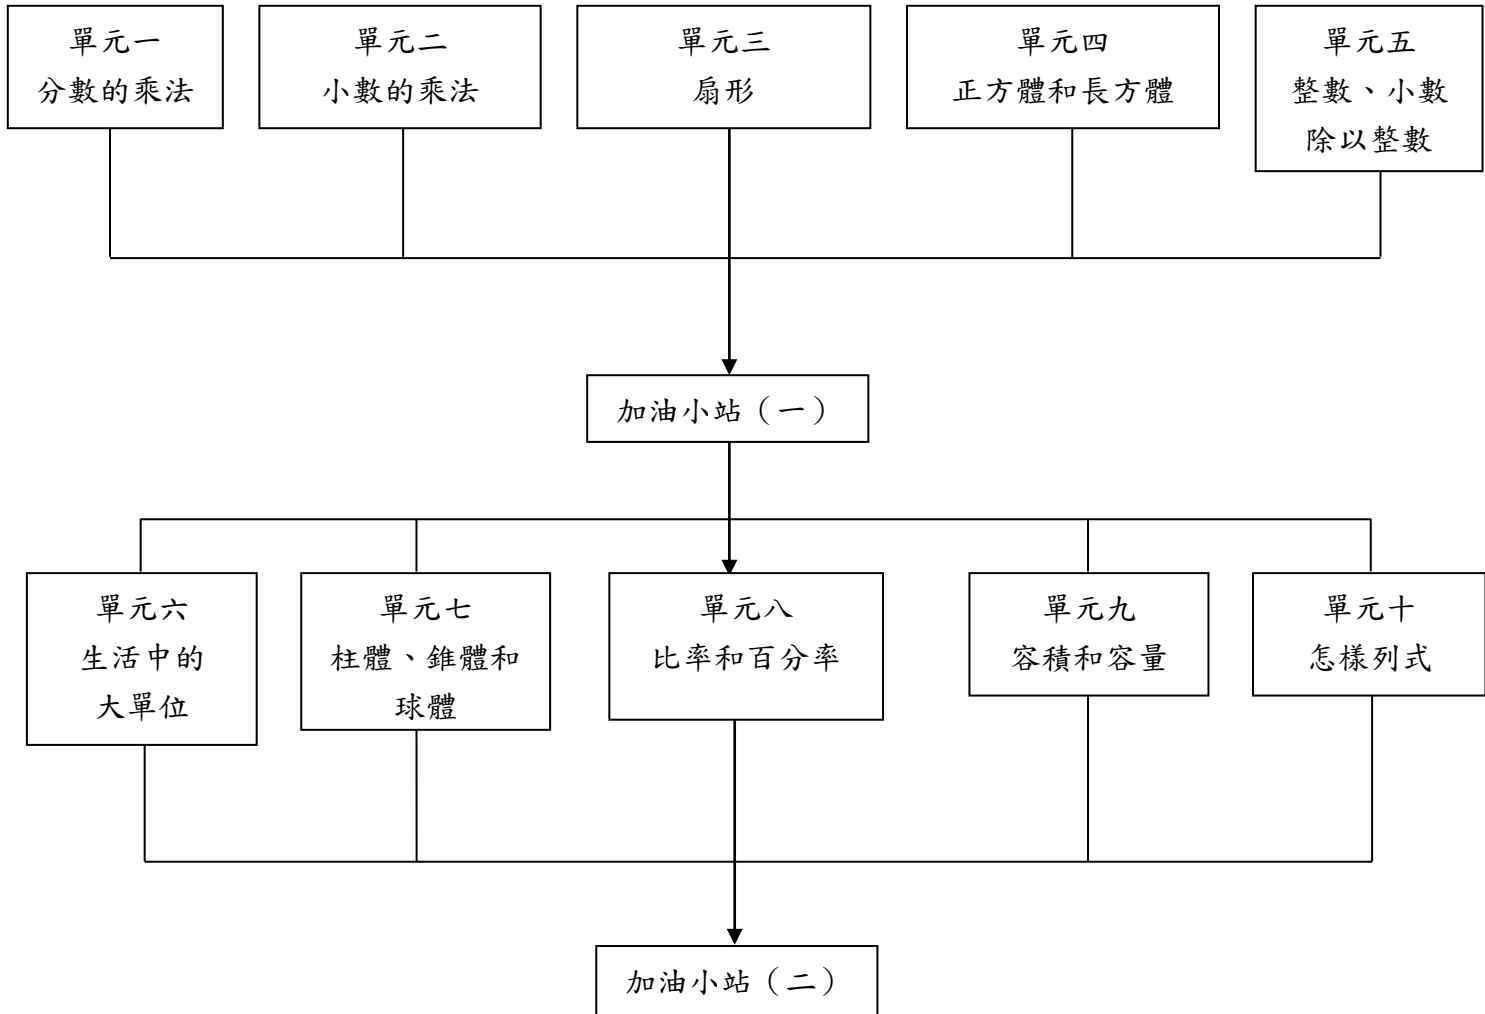 單元一
分數的乘法
單元二
小數的乘法
單元三
扇形
單元四
正方體和長方體
單元五
整數、小數
除以整數
加油小站（一）
單元六
生活中的
大單位
單元七
柱體、錐體和
球體
單元八
比率和百分率
單元九
容積和容量
單元十
怎樣列式
加油小站（二）